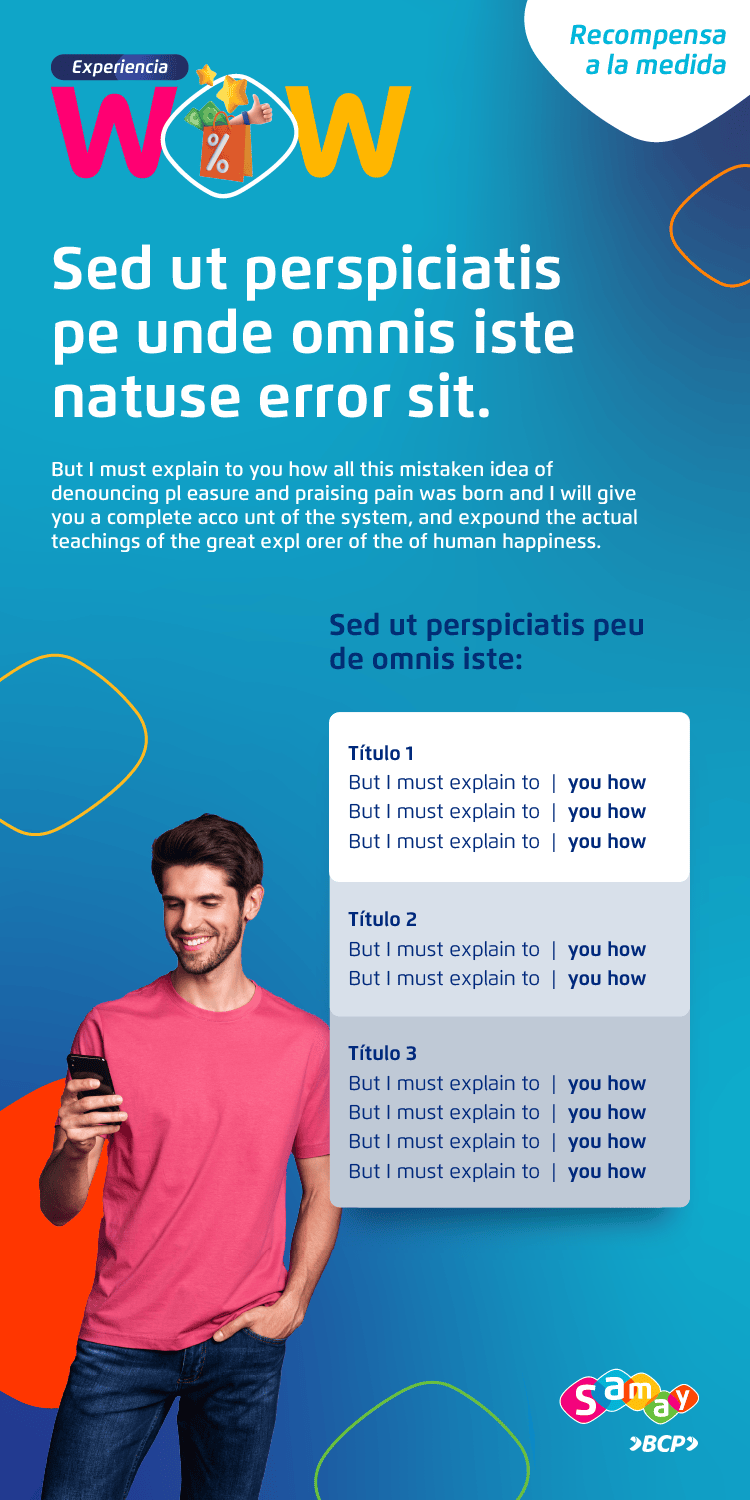 Recompensa
a la medida
Experiencia
WOW
%
Sed ut perspiciatis
pe unde omnis iste
natuse error sit.
But I must explain to you how all this mistaken idea of
denouncing pl easure and praising pain was born and I will give
you a complete acco unt of the system, and expound the actual
teachings of the great expl orer of the of human happiness.
Sed ut perspiciatis peu
de omnis iste:
Título 1
But I must explain to | you how
But I must explain to | you how
But I must explain to | you how
Título 2
But I must explain to | you how
But I must explain to | you how
Título 3
But I must explain to | you how
But I must explain to | you how
But I must explain to | you how
But I must explain to | you how
Samay
BCP